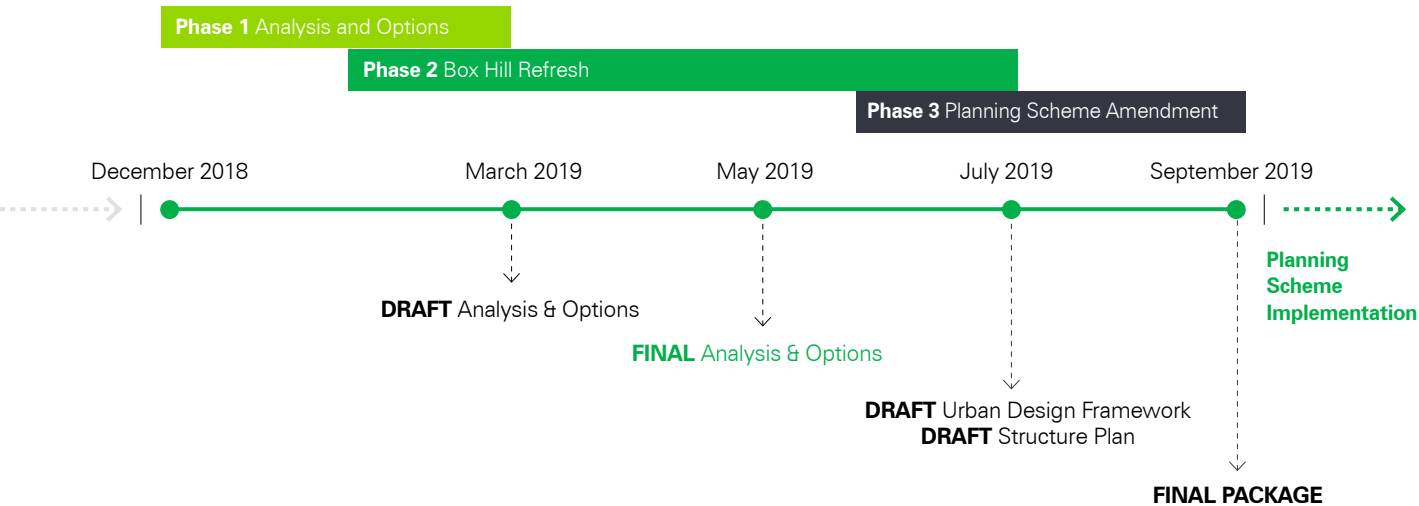 Phase 1 Analysis and Options
Phase 2 Box Hill Refresh
Phase 3 Planning Scheme Amendment
December 2018
March 2019
May 2019
July 2019
September 2019
Planning
Scheme
Implementation
DRAFT Analysis & Options
FINAL Analysis & Options
DRAFT Urban Design Framework
DRAFT Structure Plan
FINAL PACKAGE